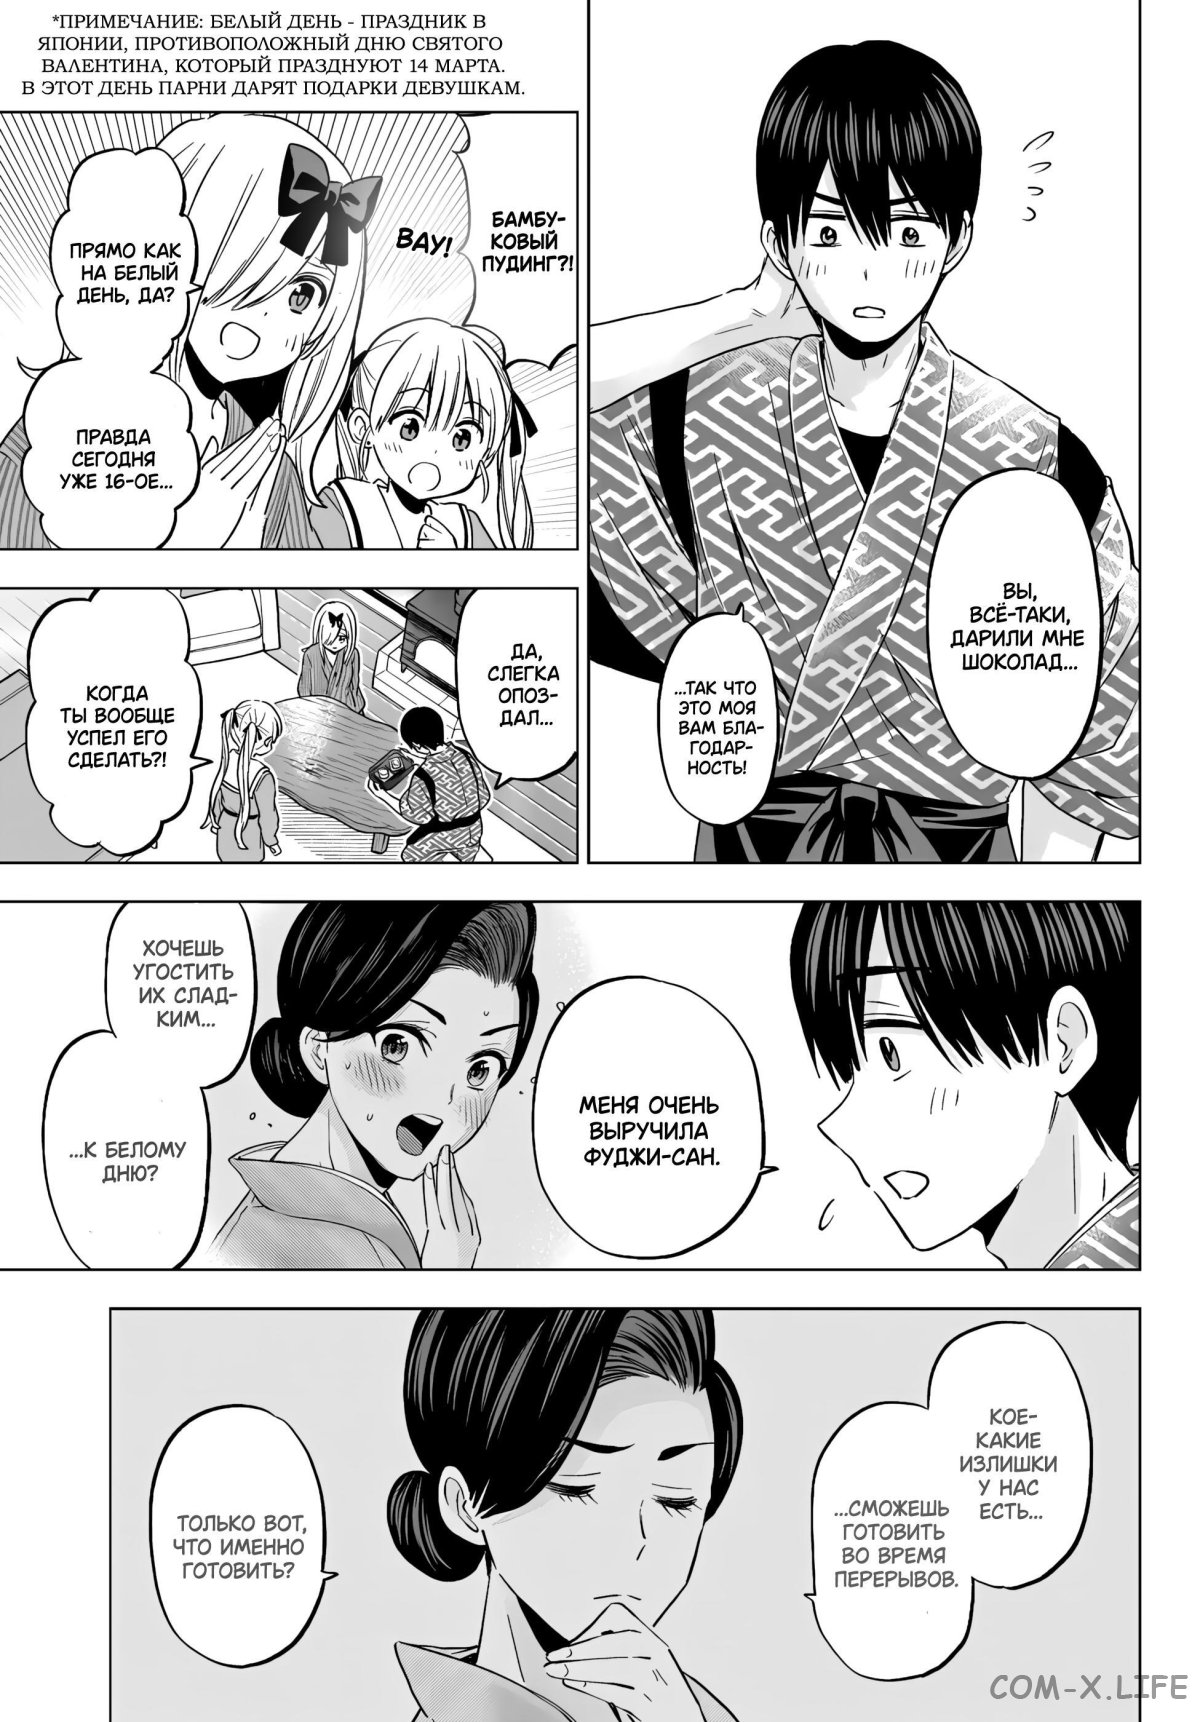 *ПРИМЕЧАНИЕ: БЕЛЫЙ ДЕНЬ - ПРАЗДНИК В
ЯПОНИИ, ПРОТИВОПОЛОЖНЫЙ ДНЮ СВЯТОГО
ВАЛЕНТИНА, КОТОРЫЙ ПРАЗДНУЮТ 14 МАРТА.
В ЭТОТ ДЕНЬ ПАРНИ ДАРЯТ ПОДАРКИ ДЕВУШКАМ.
ВЫ,
ВСЁ-ТАКИ,
ДАРИЛИ МНЕ
ШОКОЛАД...
...ТАК ЧТО
ЭТО МОЯ
ВАМ БЛА-
ГОДАР-
НОСТЬ!
БАМБУ-
КОВЫЙ
ПУДИНГ?!
ВАУ!
ПРЯМО КАК
НА БЕЛЫЙ
ДЕНЬ, ДА?
ПРАВДА
СЕГОДНЯ
УЖЕ 16-ОЕ...
ДА,
СЛЕГКА
ОПОЗ-
ДАЛ...
КОГДА
ТЫ ВООБЩЕ
УСПЕЛ ЕГО
СДЕЛАТЬ?!
МЕНЯ ОЧЕНЬ
ВЫРУЧИЛА
ФУДЖИ-САН.
ХОЧЕШЬ
УГОСТИТЬ
ИХ СЛАД-
КИМ...
...К БЕЛОМУ
ДНЮ?
КОЕ-
КАКИЕ
ИЗЛИШКИ
У НАС
ЕСТЬ...
...СМОЖЕШЬ
ГОТОВИТЬ
ВО ВРЕМЯ
ПЕРЕРЫВОВ.
ТОЛЬКО ВОТ,
ЧТО ИМЕННО
ГОТОВИТЬ?
COM-X.LIFE